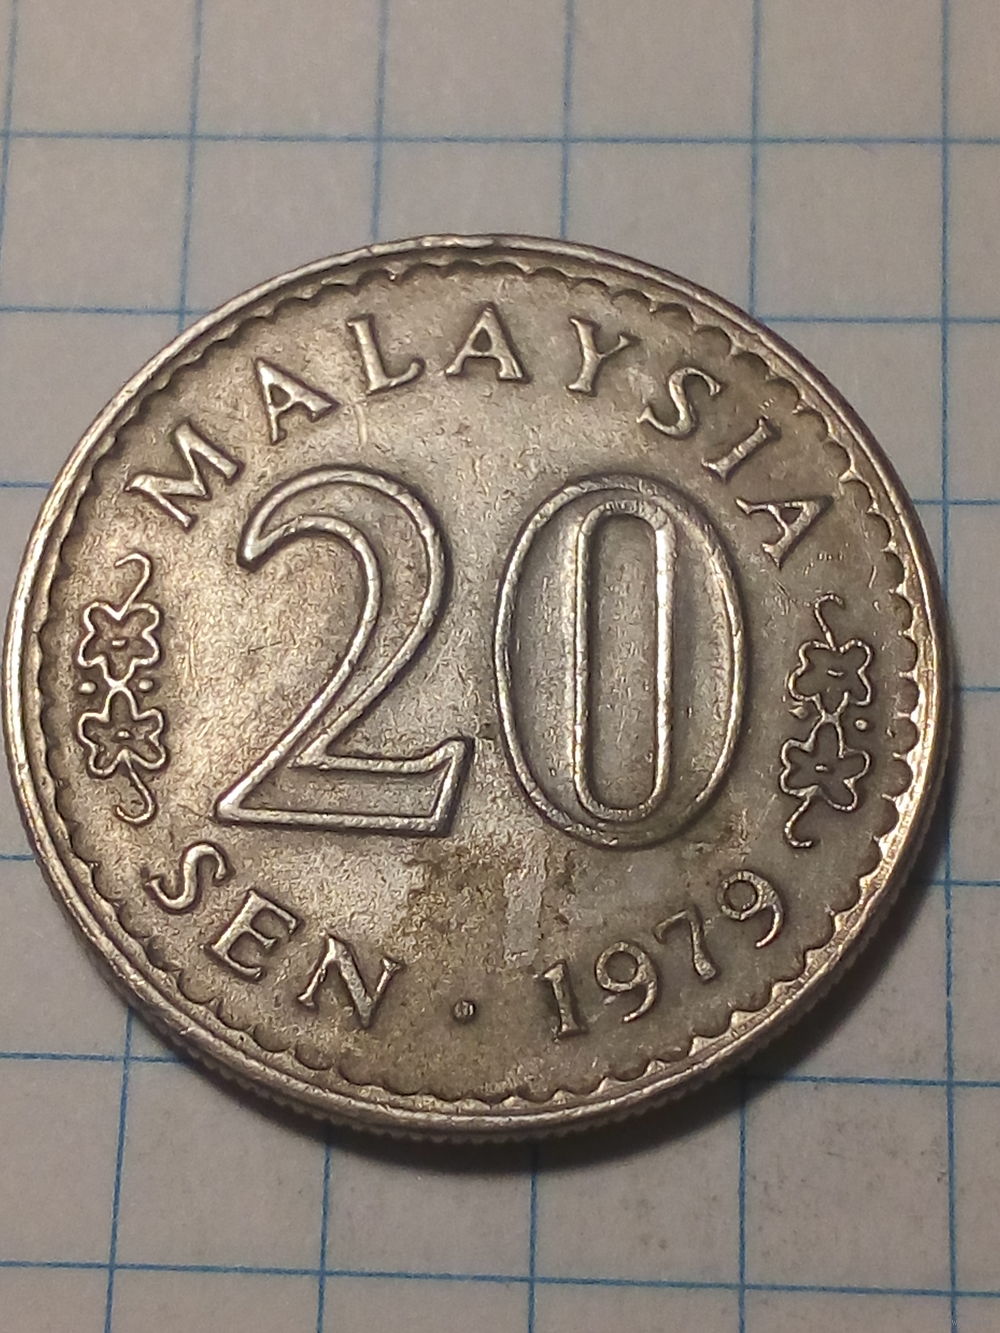 MALAYSIA
20
SEN • 1979